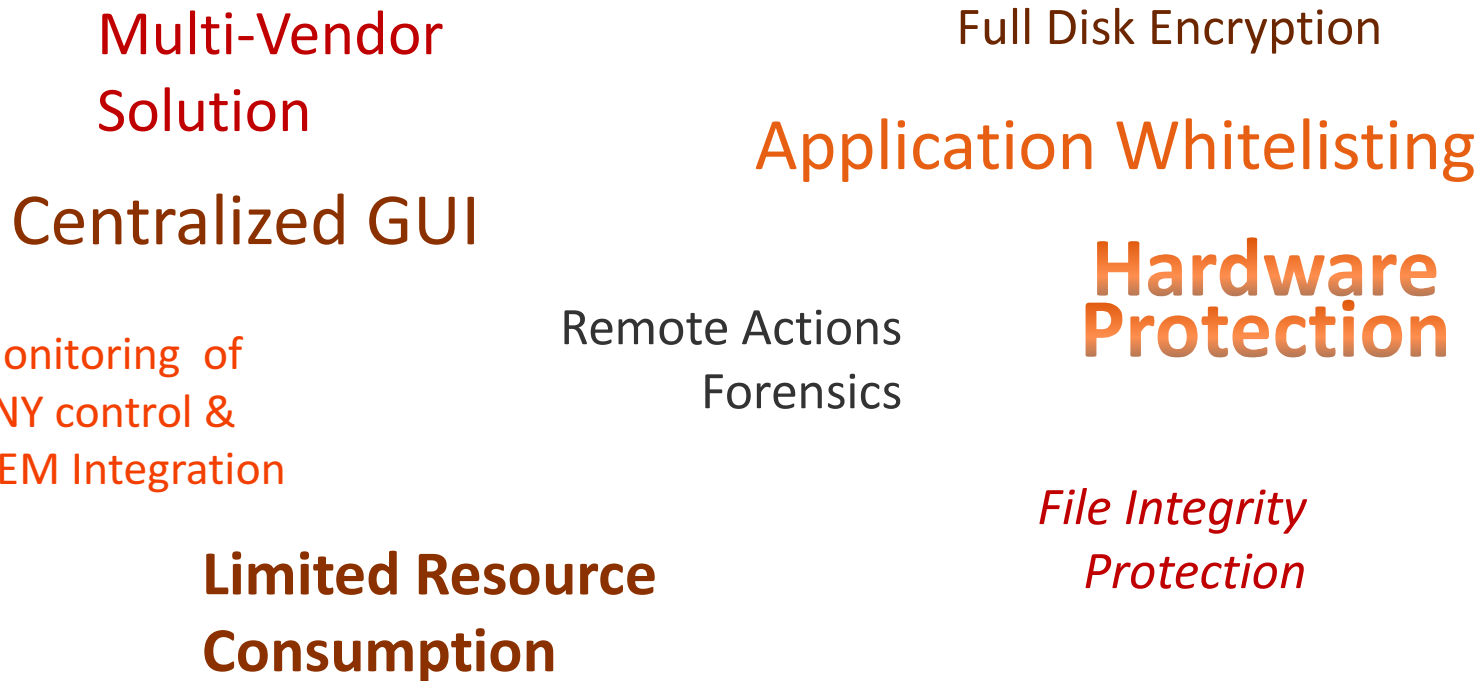 Multi-Vendor
Solution
Full Disk Encryption
Application Whitelisting
Centralized GUI
Hardware
Protection
Remote Actions
Forensics
onitoring of
NY control &
EM Integration
File Integrity
Protection
Limited Resource
Consumption